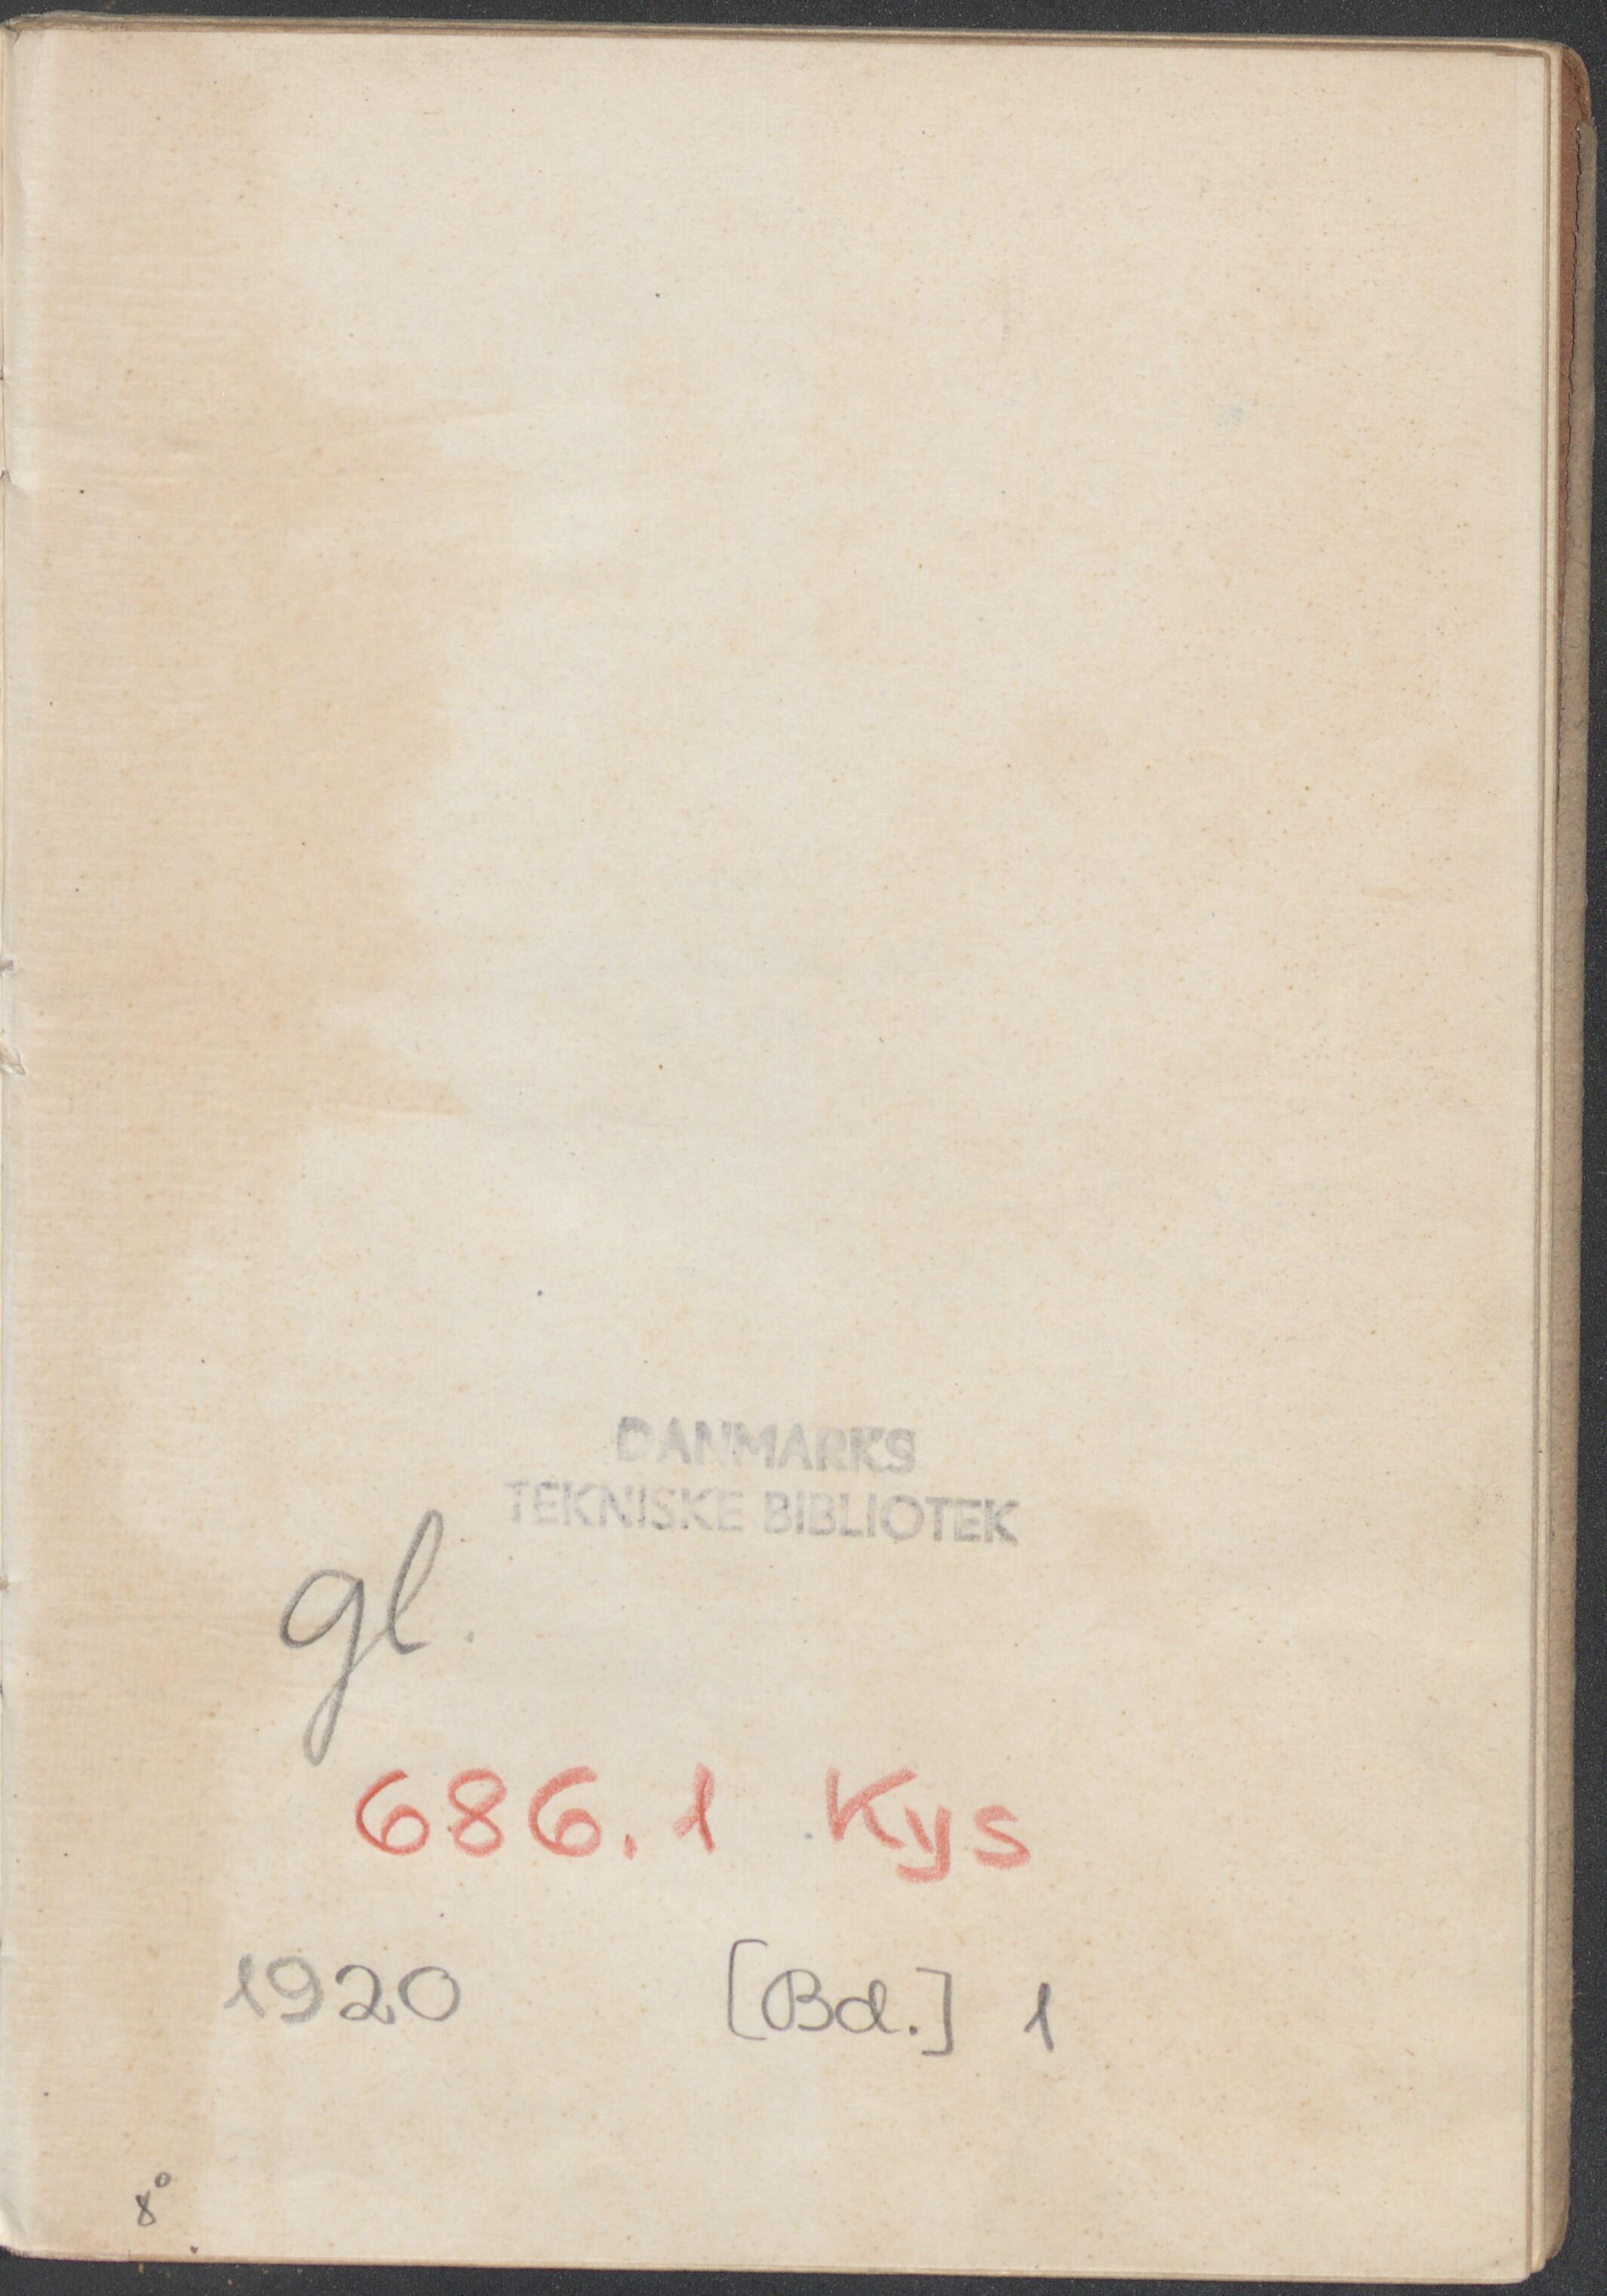 DANMARKS
TEKNISKE BIBLIOTEK
gl.
686.1 Kys
1920 [Bd.] 1
8°